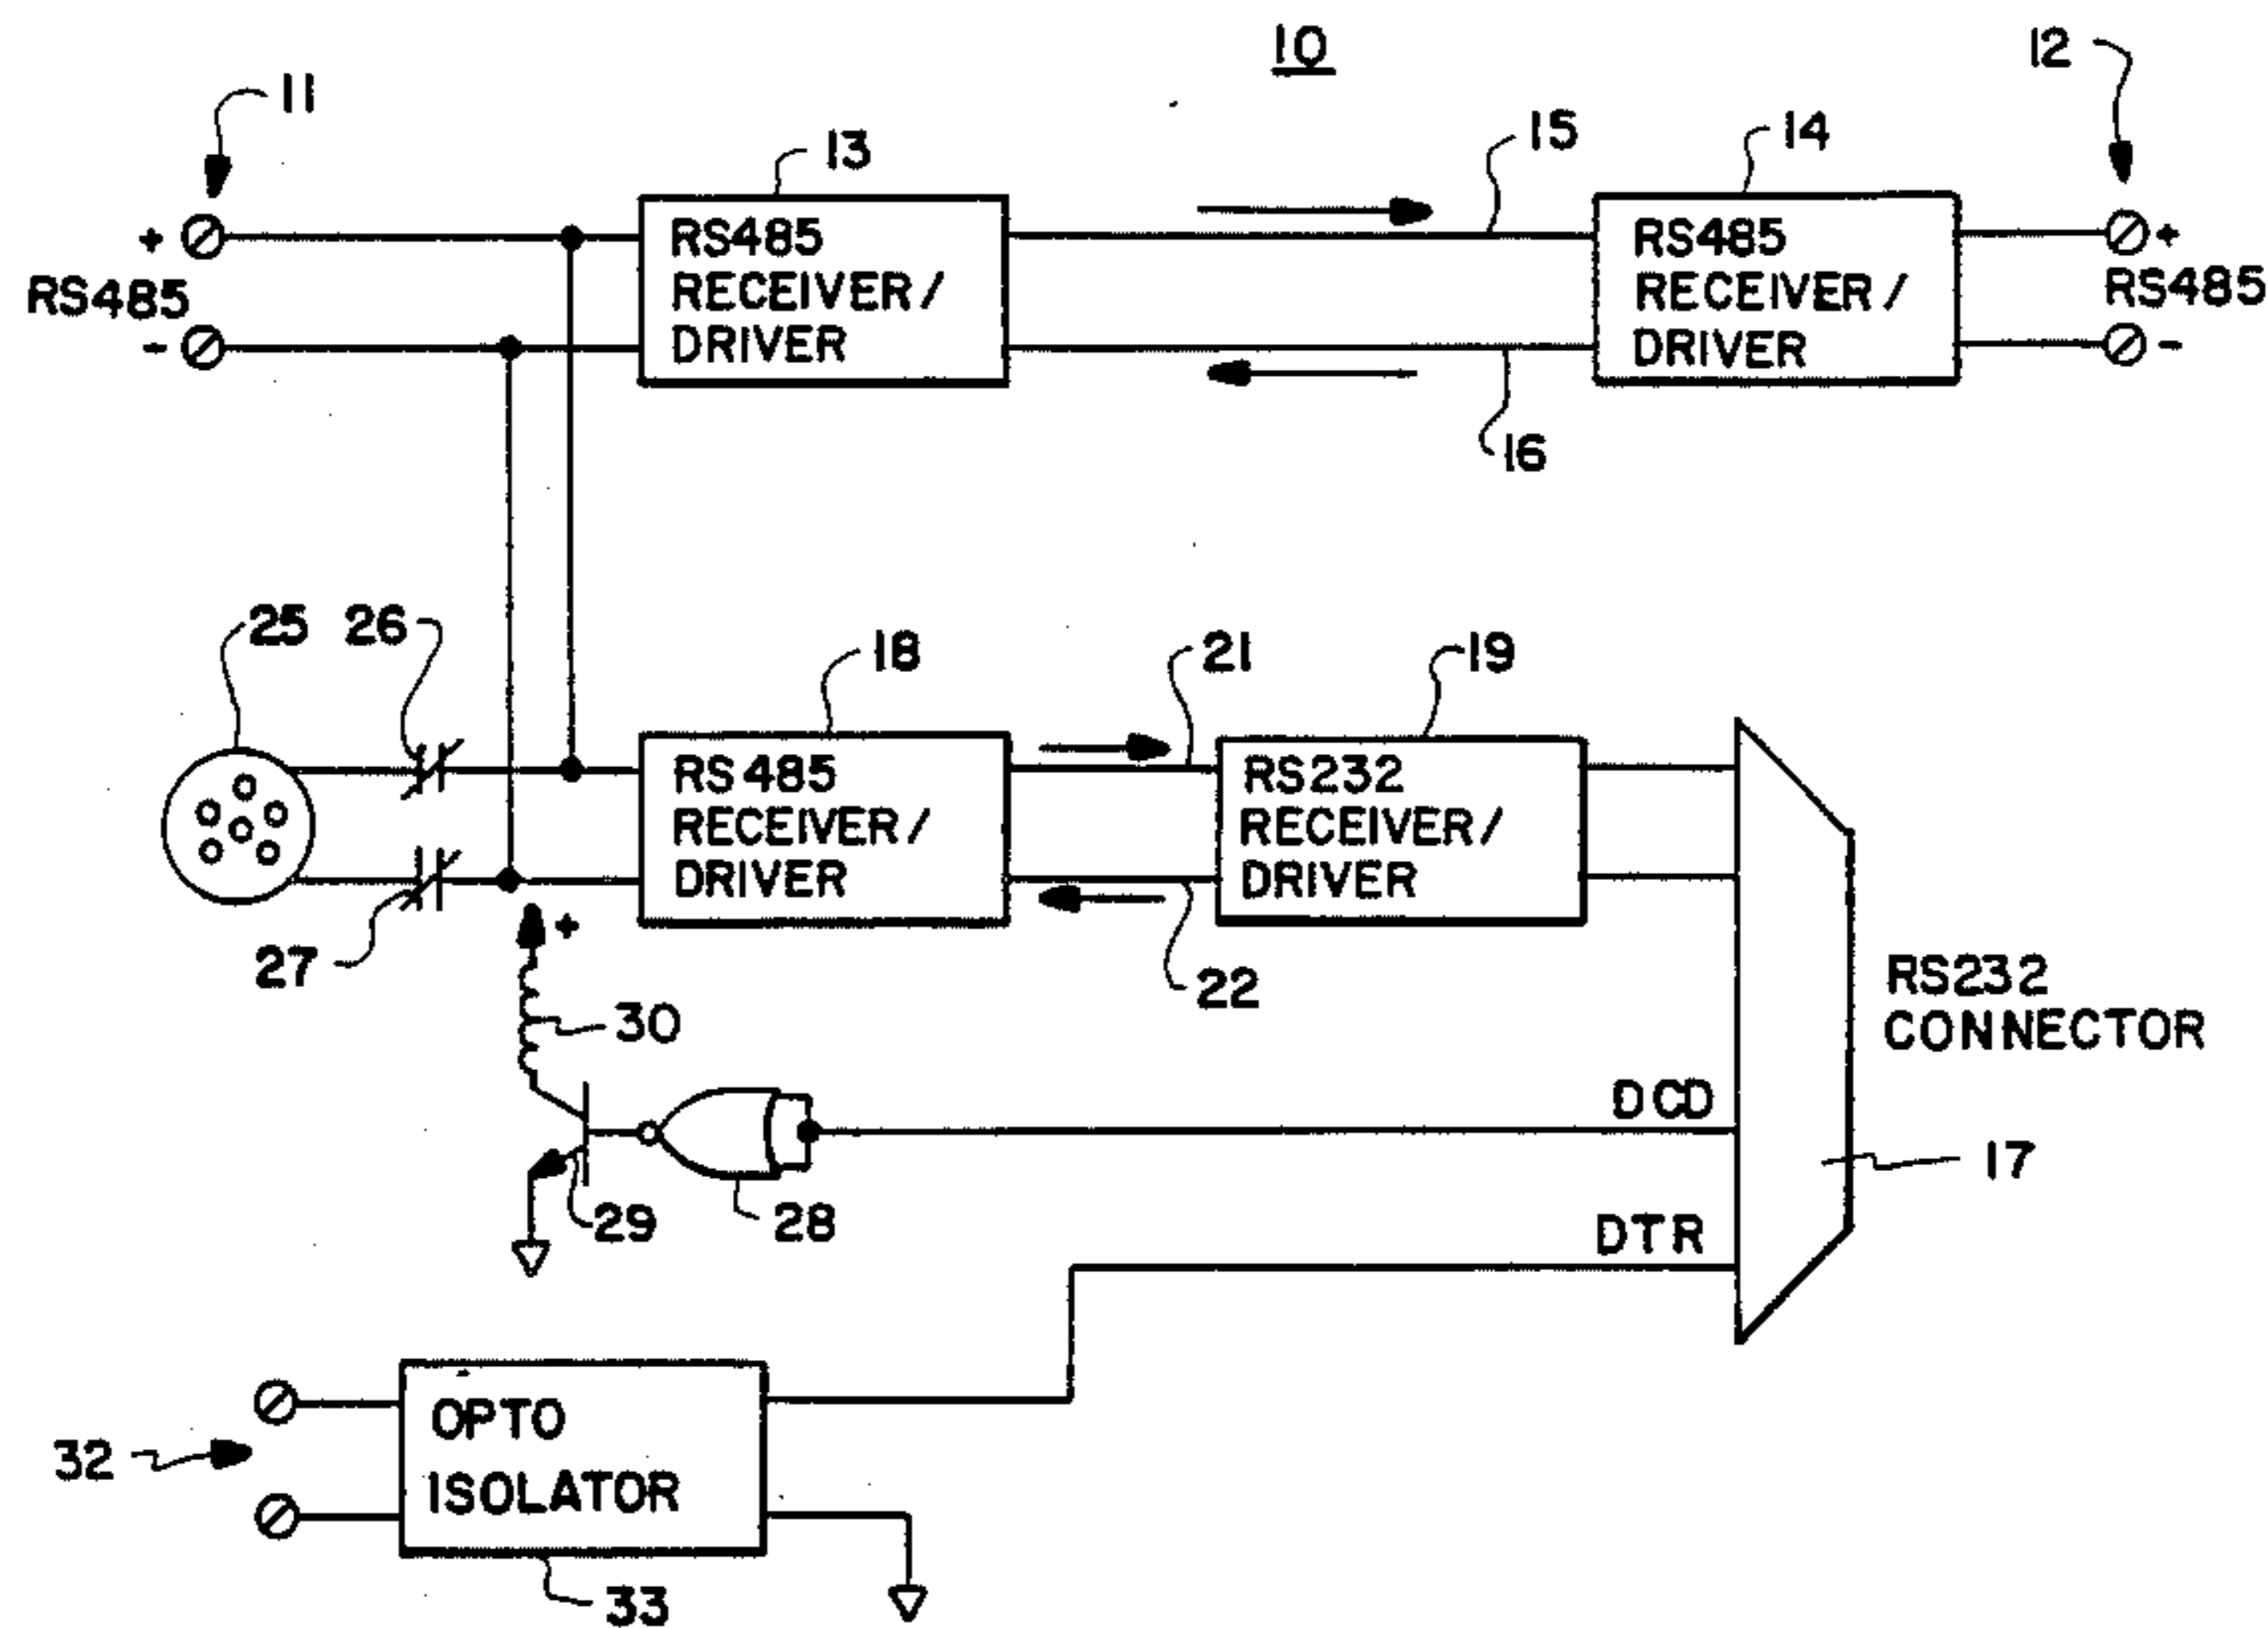 10
12
11
13
15
14
+
RS485
-
RS485
RECEIVER/
DRIVER
RS485
RECEIVER/
DRIVER
+
RS485
-
16
25
26
18
21
19
RS485
RECEIVER/
DRIVER
RS232
RECEIVER/
DRIVER
27
+
22
30
RS232
CONNECTOR
DCD
17
29
28
DTR
32
OPTO
ISOLATOR
33